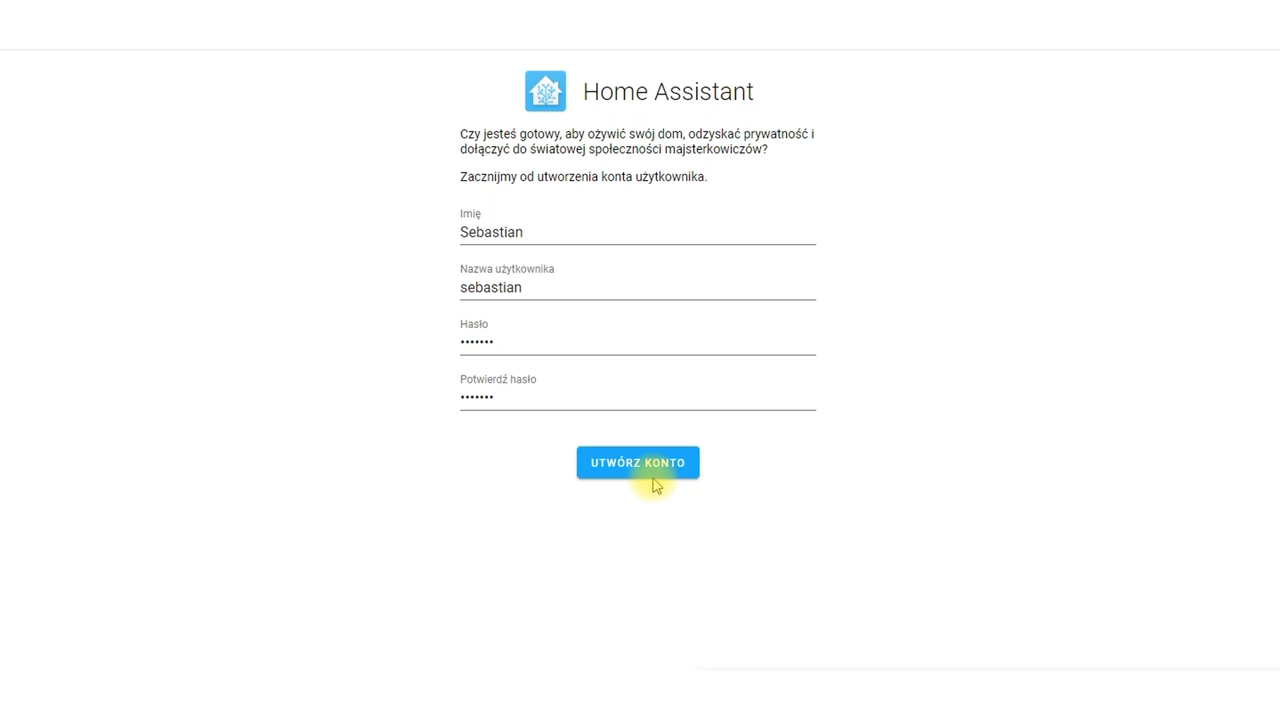 Home Assistant
Czy jesteś gotowy, aby ożywić swój dom, odzyskać prywatność i
dołączyć do światowej społeczności majsterkowiczów?
Zacznijmy od utworzenia konta użytkownika.
Imię
Sebastian
Nazwa użytkownika
sebastian
Hasło
•••••••
Potwierdź hasło
•••••••
UTWÓRZ KONTO